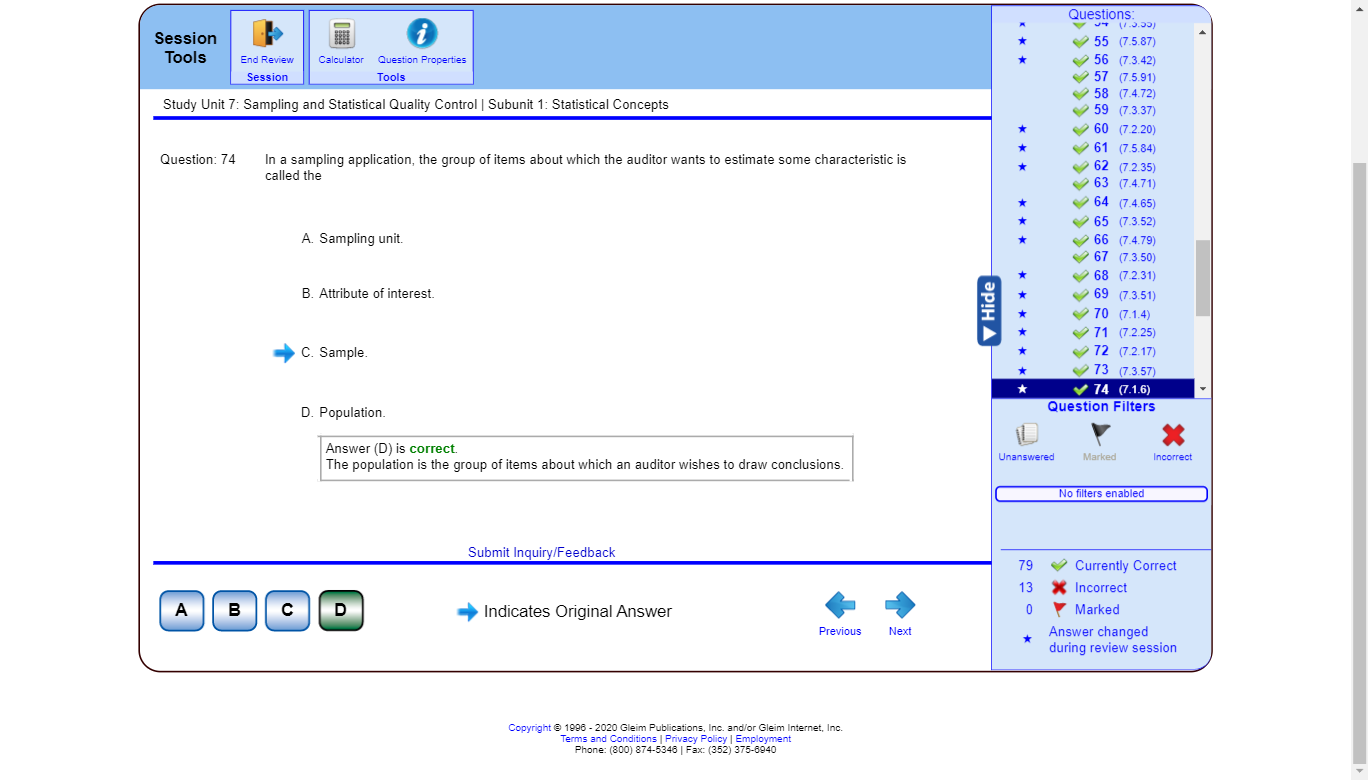 Session
Tools
End Review
Session
Calculator
Question Properties
Tools
Study Unit 7: Sampling and Statistical Quality Control | Subunit 1: Statistical Concepts
Question: 74
In a sampling application, the group of items about which the auditor wants to estimate some characteristic is
called the
A. Sampling unit.
B. Attribute of interest.
C. Sample.
D. Population.
Answer (D) is correct.
The population is the group of items about which an auditor wishes to draw conclusions.
Submit Inquiry/Feedback
A
B
C
D
Indicates Original Answer
Previous
Next
Hide
Questions:
54 (7.3.55)
55 (7.5.87)
56 (7.3.42)
57 (7.5.91)
58 (7.4.72)
59 (7.3.37)
60 (7.2.20)
61 (7.5.84)
62 (7.2.35)
63 (7.4.71)
64 (7.4.65)
65 (7.3.52)
66 (7.4.79)
67 (7.3.50)
68 (7.2.31)
69 (7.3.51)
70 (7.1.4)
71 (7.2.25)
72 (7.2.17)
73 (7.3.57)
74 (7.1.6)
Question Filters
Unanswered
Marked
Incorrect
No filters enabled
79 Currently Correct
13 Incorrect
0 Marked
Answer changed
during review session
Copyright © 1996 - 2020 Gleim Publications, Inc. and/or Gleim Internet, Inc.
Terms and Conditions | Privacy Policy | Employment
Phone: (800) 874-5346 | Fax: (352) 375-6940